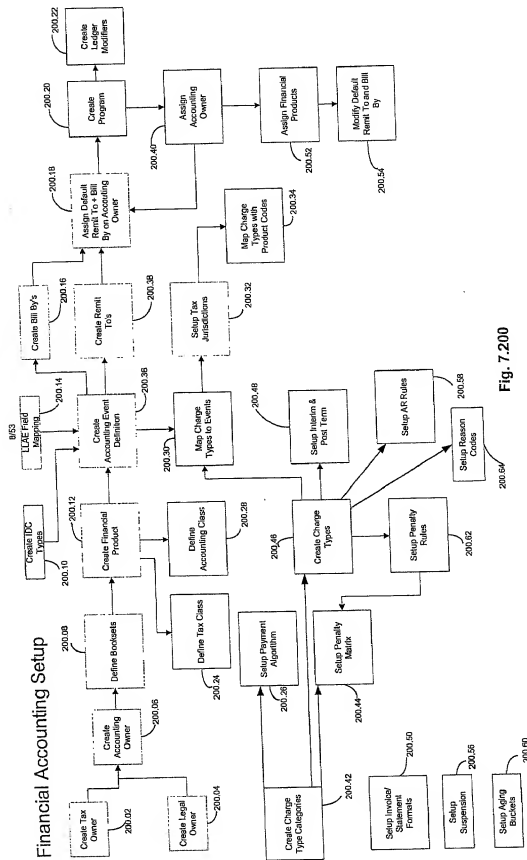 Financial Accounting Setup
8/53
Create Tax
Owner
200.02
Create Legal
Owner
200.04
Create
Accounting
Owner
200.06
Define Booksets
200.08
Create IDC
Types
200.10
Create Financial
Product
200.12
LLAE Field
Mapping
200.14
Create Bill By's
200.16
Assign Default
Remit To + Bill
By on Accouting
Owner
200.18
Create
Program
200.20
Create
Ledger
Modifiers
200.22
Create
Accounting Event
Definition
200.36
Create Remit
To's
200.38
Assign
Accounting
Owner
200.40
Assign Financial
Products
200.52
Modify Default
Remit To and Bill
By
200.54
Define Tax Class
200.24
Define
Accounting Class
200.28
Map Charge
Types to Events
200.30
Setup Tax
Jurisdictions
200.32
Map Charge
Types with
Product Codes
200.34
Setup Payment
Algorithm
200.26
Create Charge
Type Categories
200.42
Setup Penalty
Matrix
200.44
Create Charge
Types
200.46
Setup Interim &
Post Term
200.48
Setup AR Rules
200.58
Setup Reason
Codes
200.64
Setup Penalty
Rules
200.62
Setup Invoice/
Statement
Formats
200.50
Setup
Suspension
200.56
Setup Aging
Buckets
200.60
Fig. 7.200